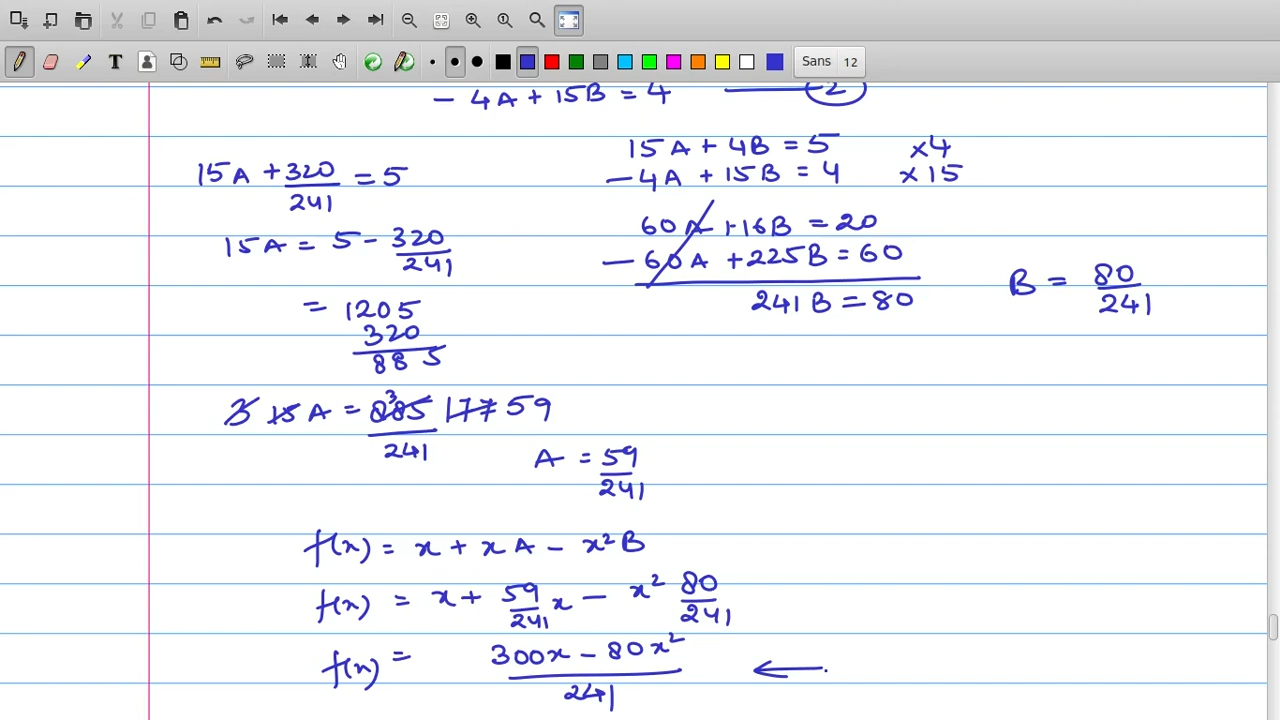 Sans 12
- 4A + 15B = 4 2
15A + 4B = 5 ×4
- 4A + 15B = 4 ×15
15A + 320/241 = 5
60A + 16B = 20
15A = 5 - 320/241
- 60A + 225B = 60
241B = 80
B = 80/241
= 1205
320
885
3 15A = 885/241 177 59
3
A = 59/241
f(x) = x + xA - x²B
f(x) = x + 59/241 x - x² 80/241
f(x) = 300x - 80x²/241 ←